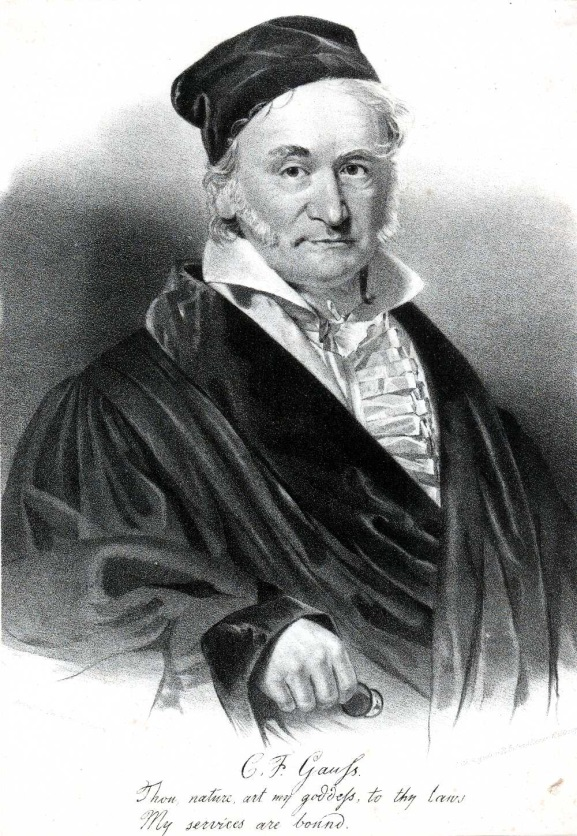 C. F. Gauſs.
Thou, nature, art my goddeſs, to thy laws
My services are bound.